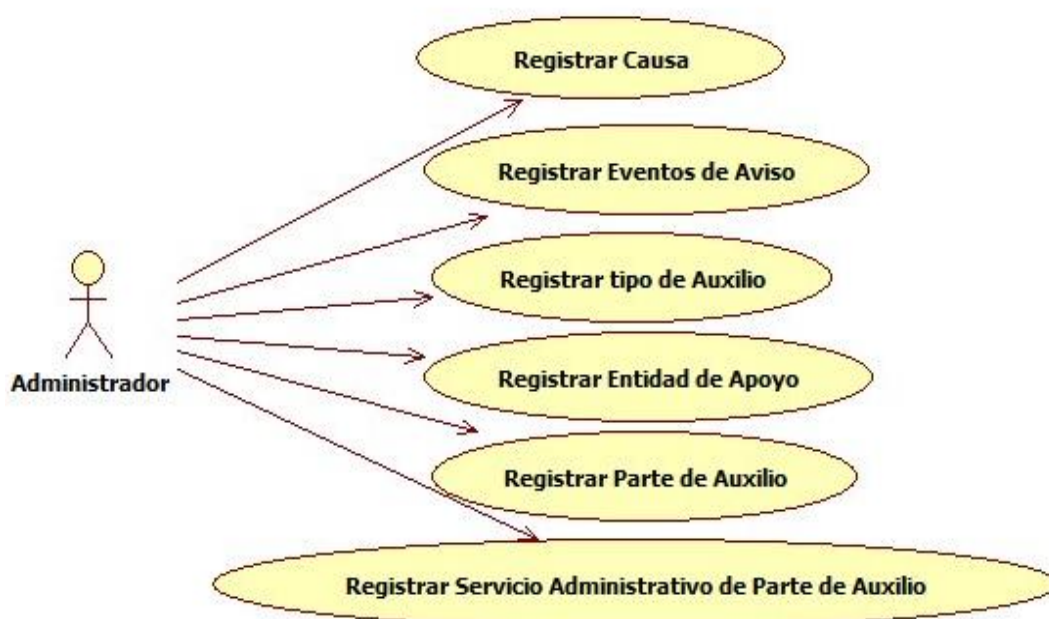 Registrar Causa
Registrar Eventos de Aviso
Registrar tipo de Auxilio
Administrador
Registrar Entidad de Apoyo
Registrar Parte de Auxilio
Registrar Servicio Administrativo de Parte de Auxilio